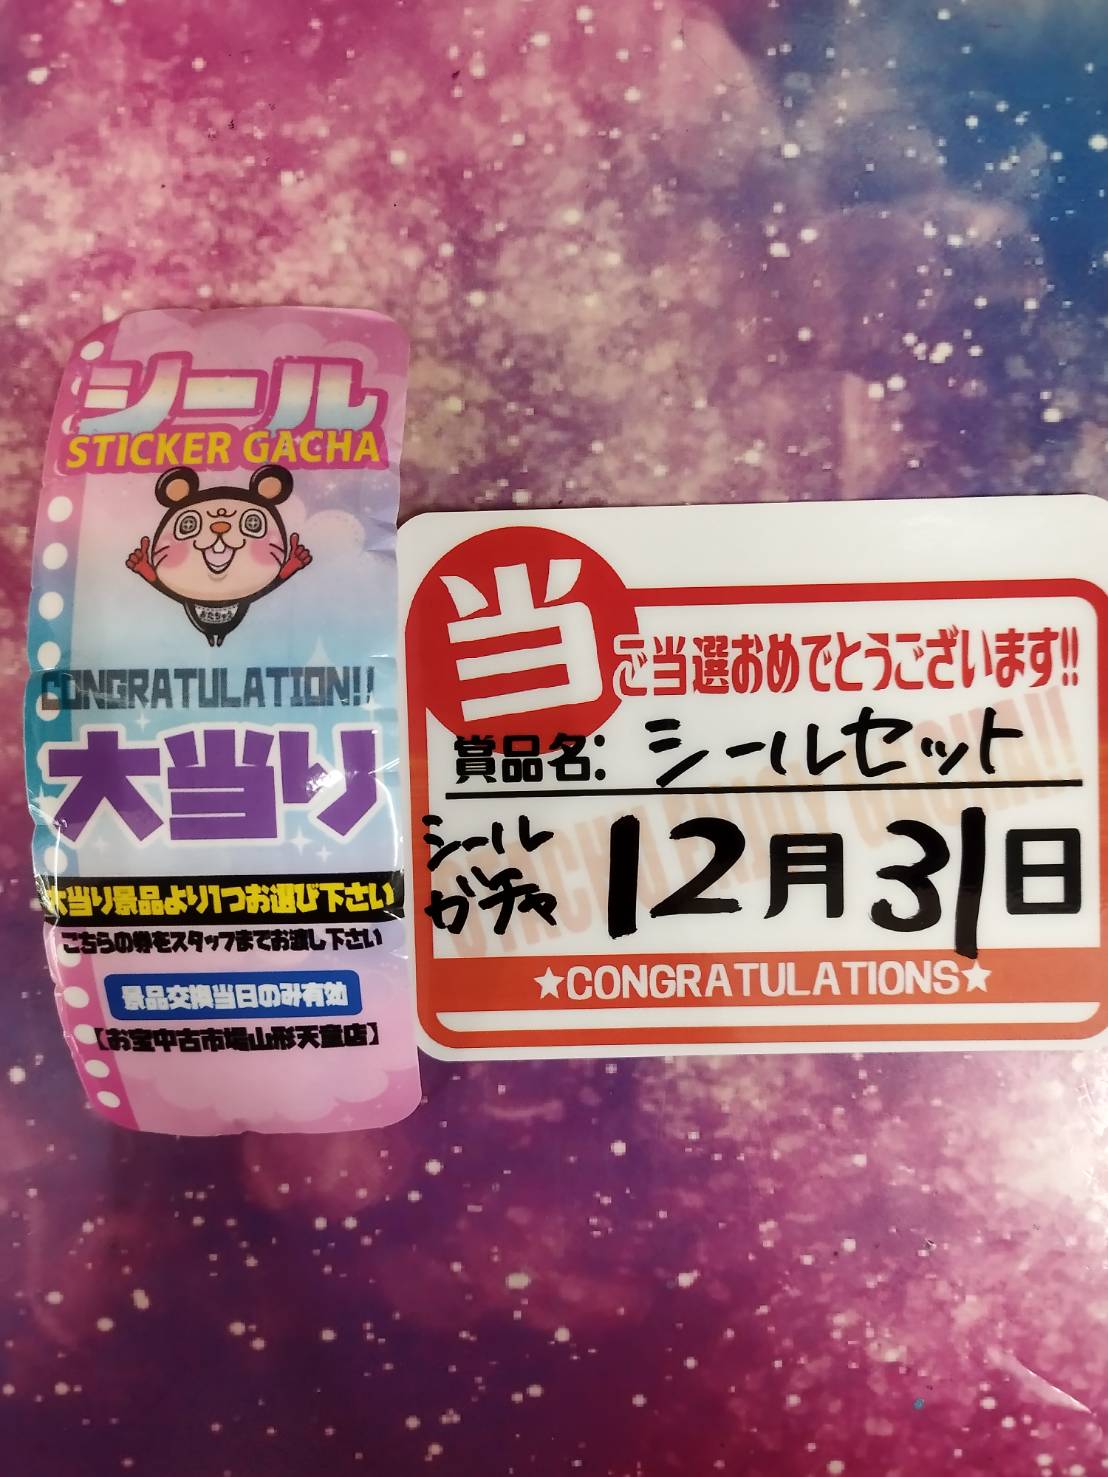 シール
STICKER GACHA
おたちゅう
CONGRATULATION!!
大当り
大当り景品より1つお選び下さい
こちらの券をスタッフまでお渡し下さい
景品交換当日のみ有効
【お宝中古市場山形天童店】
当
ご当選おめでとうございます!!
賞品名: シールセット
シール
ガチャ
12月31日
★CONGRATULATIONS★